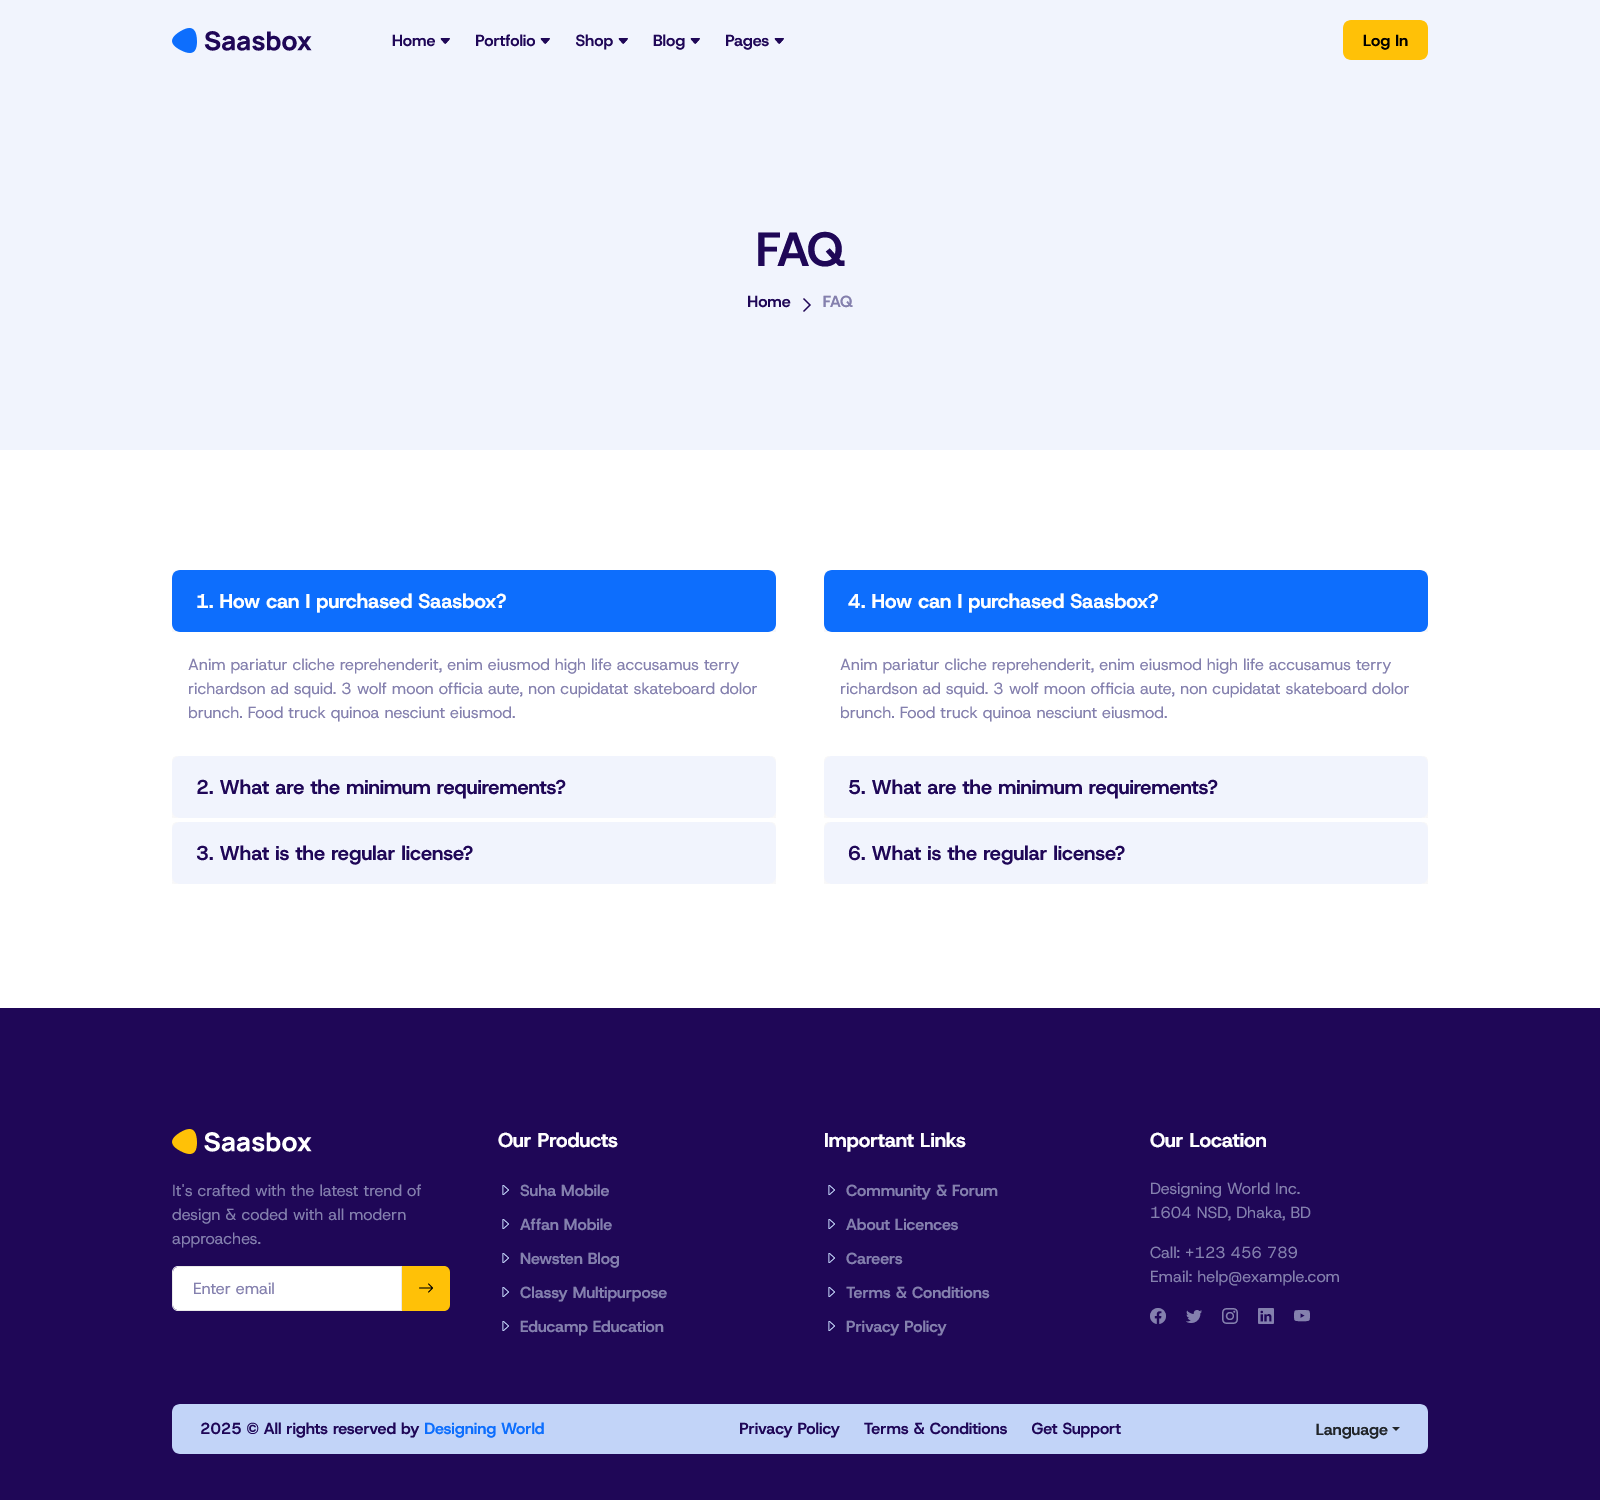 Saasbox
Home
Portfolio
Shop
Blog
Pages
Log In
FAQ
Home
FAQ
1. How can I purchased Saasbox?
Anim pariatur cliche reprehenderit, enim eiusmod high life accusamus terry
richardson ad squid. 3 wolf moon officia aute, non cupidatat skateboard dolor
brunch. Food truck quinoa nesciunt eiusmod.
2. What are the minimum requirements?
3. What is the regular license?
4. How can I purchased Saasbox?
Anim pariatur cliche reprehenderit, enim eiusmod high life accusamus terry
richardson ad squid. 3 wolf moon officia aute, non cupidatat skateboard dolor
brunch. Food truck quinoa nesciunt eiusmod.
5. What are the minimum requirements?
6. What is the regular license?
Saasbox
It's crafted with the latest trend of
design & coded with all modern
approaches.
Enter email
Our Products
Suha Mobile
Affan Mobile
Newsten Blog
Classy Multipurpose
Educamp Education
Important Links
Community & Forum
About Licences
Careers
Terms & Conditions
Privacy Policy
Our Location
Designing World Inc.
1604 NSD, Dhaka, BD
Call: +123 456 789
Email: help@example.com
2025 © All rights reserved by Designing World
Privacy Policy
Terms & Conditions
Get Support
Language